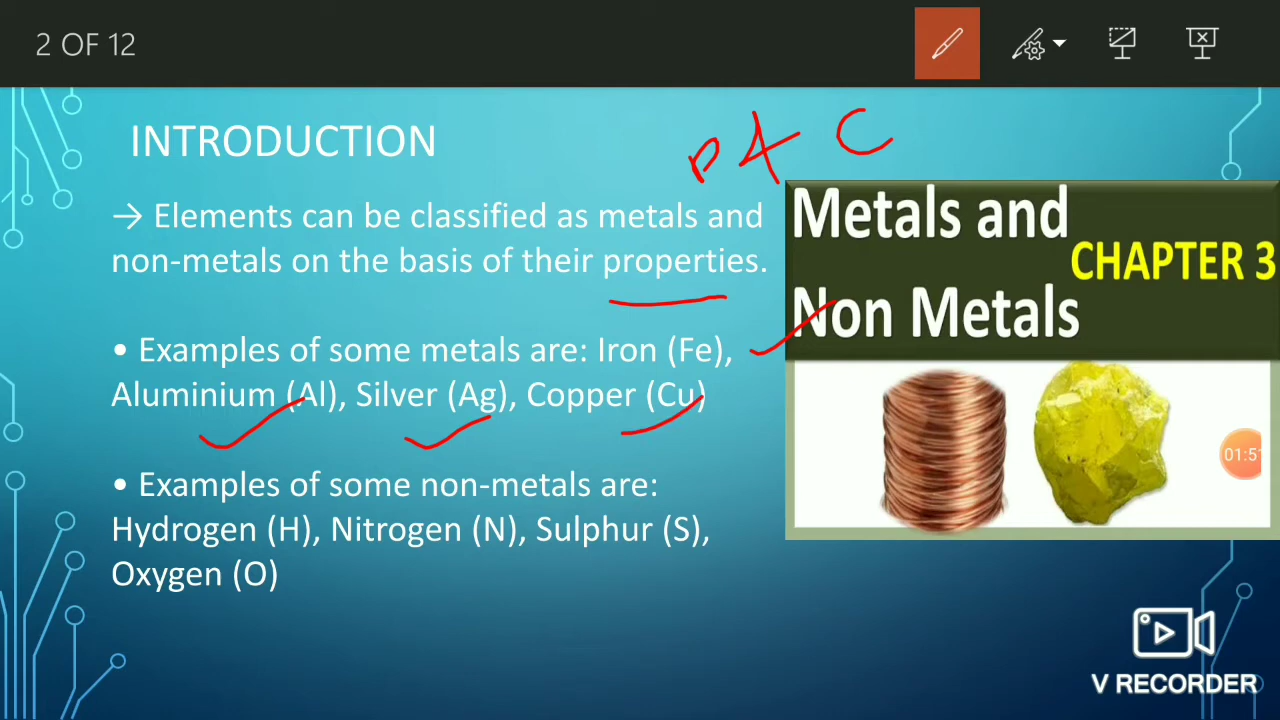 2 OF 12
INTRODUCTION
P & C
→ Elements can be classified as metals and
non-metals on the basis of their properties.
• Examples of some metals are: Iron (Fe),
Aluminium (Al), Silver (Ag), Copper (Cu)
• Examples of some non-metals are:
Hydrogen (H), Nitrogen (N), Sulphur (S),
Oxygen (O)
Metals and
Non Metals
CHAPTER 3
01:51
V RECORDER